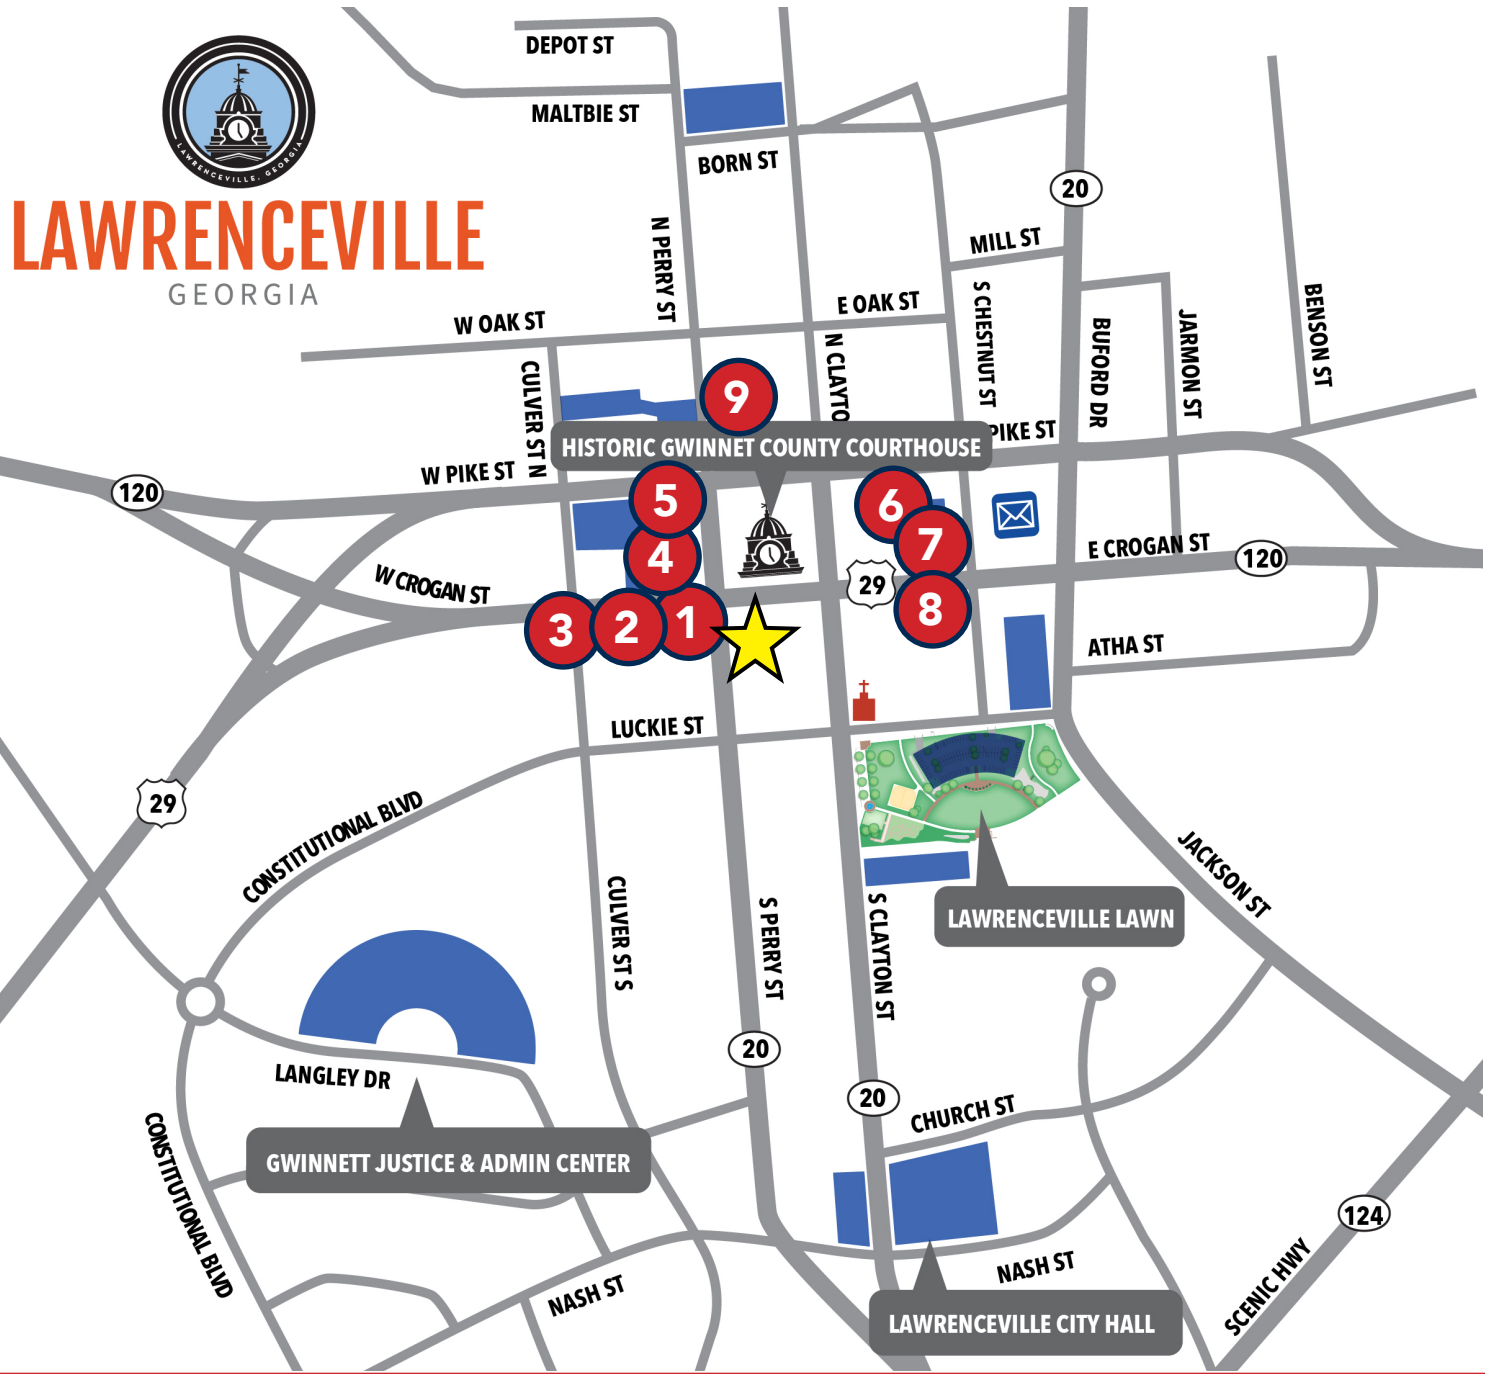 DEPOT ST
MALTBIE ST
BORN ST
LAWRENCEVILLE, GEORGIA
LAWRENCEVILLE
GEORGIA
20
MILL ST
N PERRY ST
W OAK ST
E OAK ST
S CHESTNUT ST
BUFORD DR
JARMON ST
BENSON ST
CULVER ST N
N CLAYTO
9
HISTORIC GWINNET COUNTY COURTHOUSE
PIKE ST
W PIKE ST
120
5
6
7
4
E CROGAN ST
120
W CROGAN ST
29
3
2
1
8
ATHA ST
LUCKIE ST
29
CONSTITUTIONAL BLVD
JACKSON ST
CULVER ST S
S PERRY ST
S CLAYTON ST
LAWRENCEVILLE LAWN
20
LANGLEY DR
20
CHURCH ST
CONSTITUTIONAL BLVD
GWINNETT JUSTICE & ADMIN CENTER
124
NASH ST
NASH ST
SCENIC HWY
LAWRENCEVILLE CITY HALL